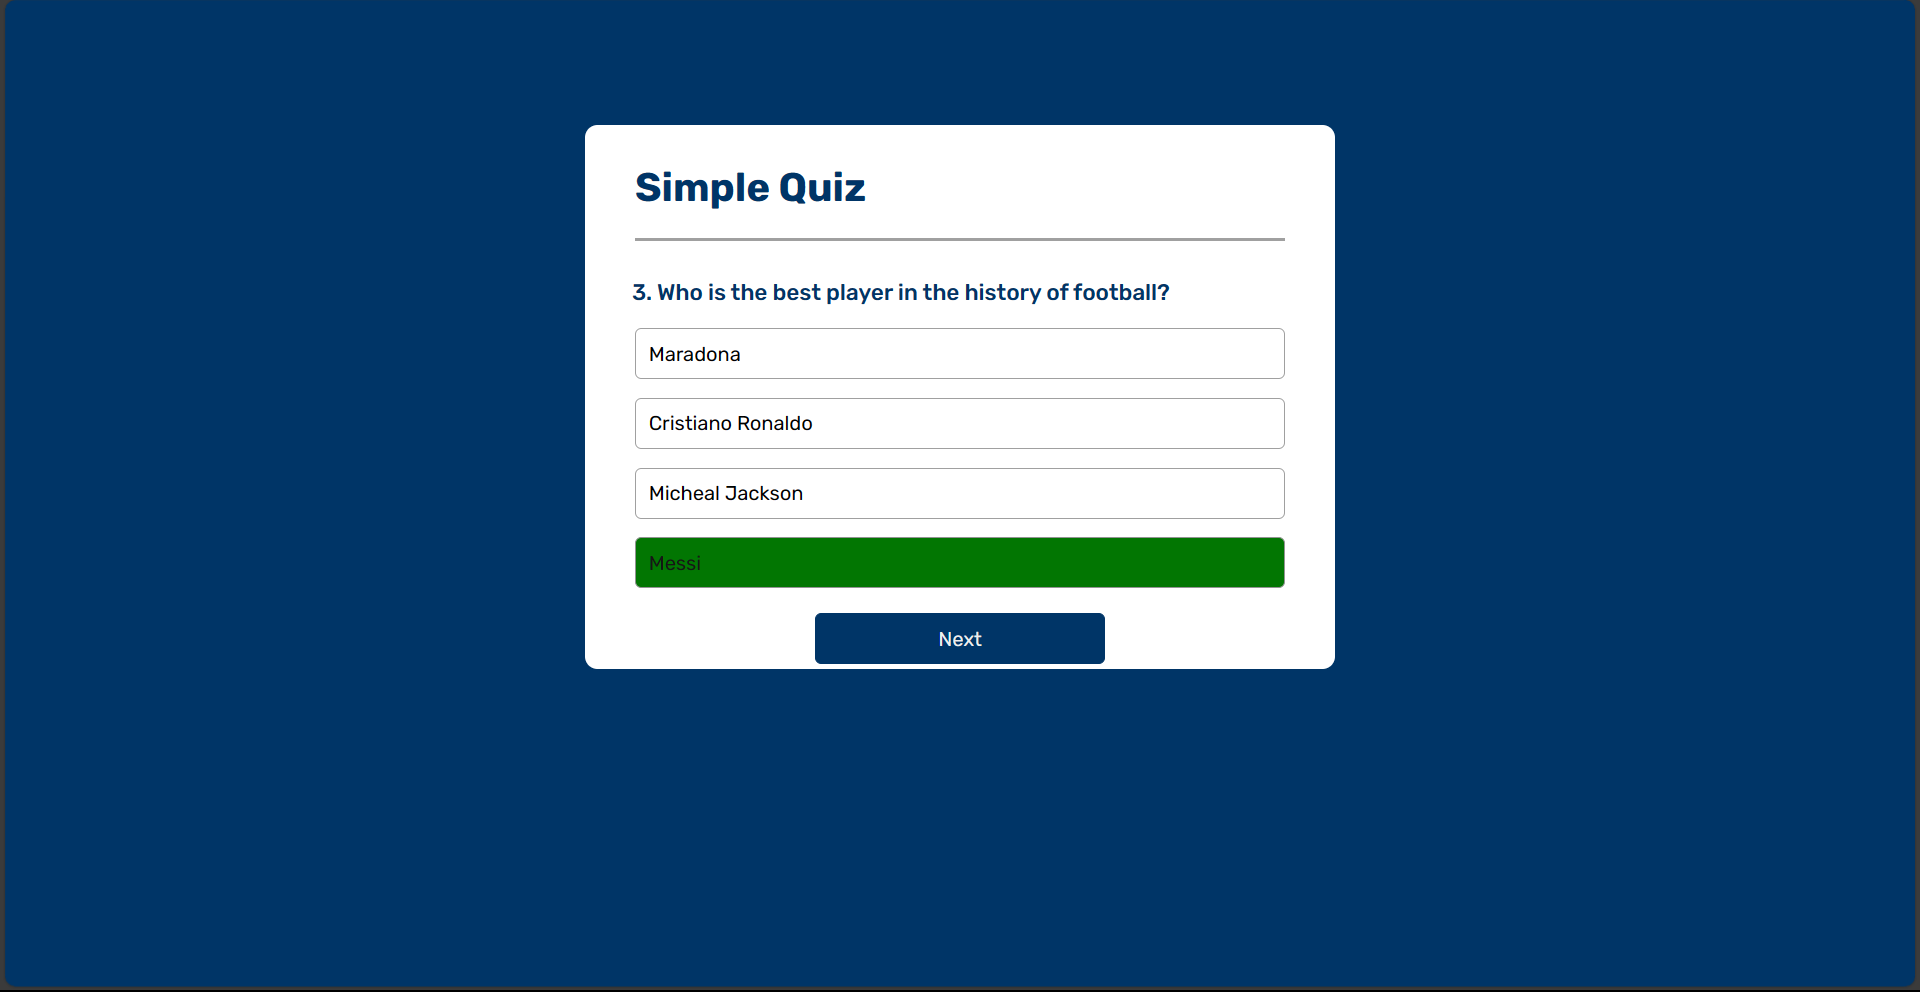 Simple Quiz
3. Who is the best player in the history of football?
Maradona
Cristiano Ronaldo
Micheal Jackson
Messi
Next